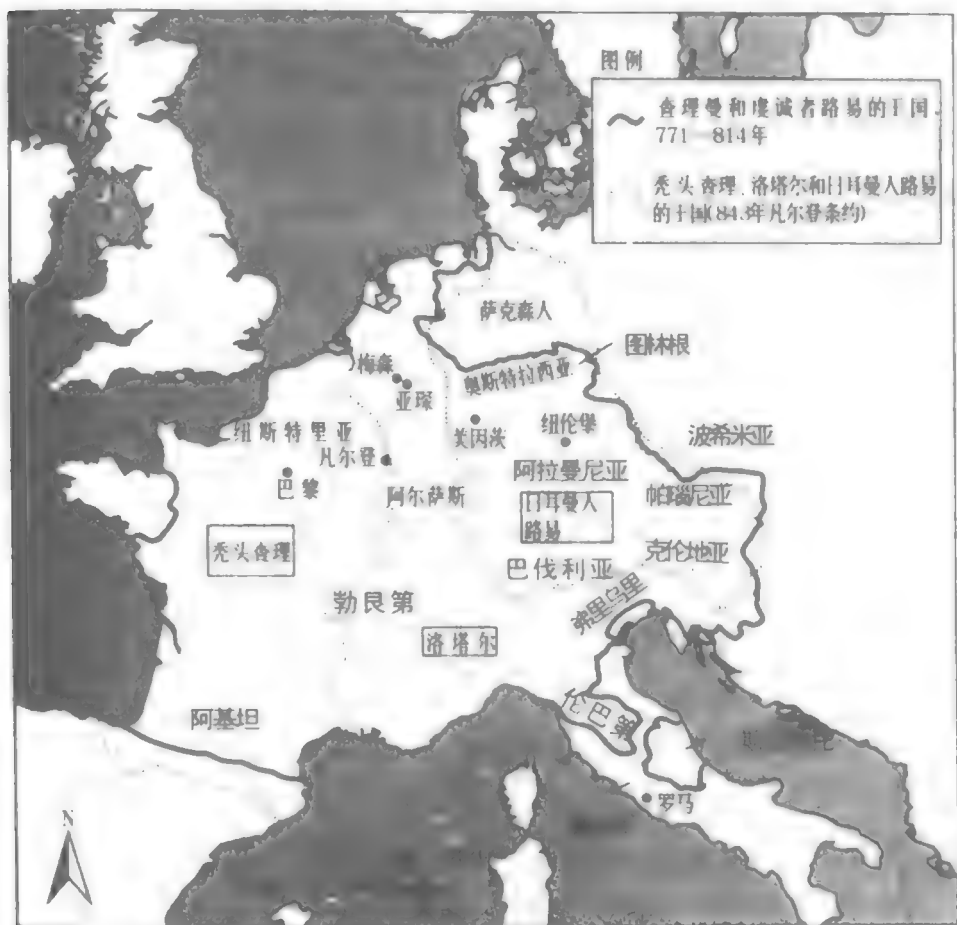 图例
查理曼和虔诚者路易的王国,
771—814年
秃头查理、洛塔尔和日耳曼人路易
的王国(843年凡尔登条约)
萨克森人
图林根
梅森
亚琛
奥斯特拉西亚
纽斯特里亚
凡尔登
美因茨
纽伦堡
波希米亚
巴黎
阿尔萨斯
阿拉曼尼亚
日耳曼人
路易
帕瑙尼亚
秃头查理
巴伐利亚
克伦地亚
勃艮第
弗里乌里
洛塔尔
阿基坦
伦巴第
罗马
N